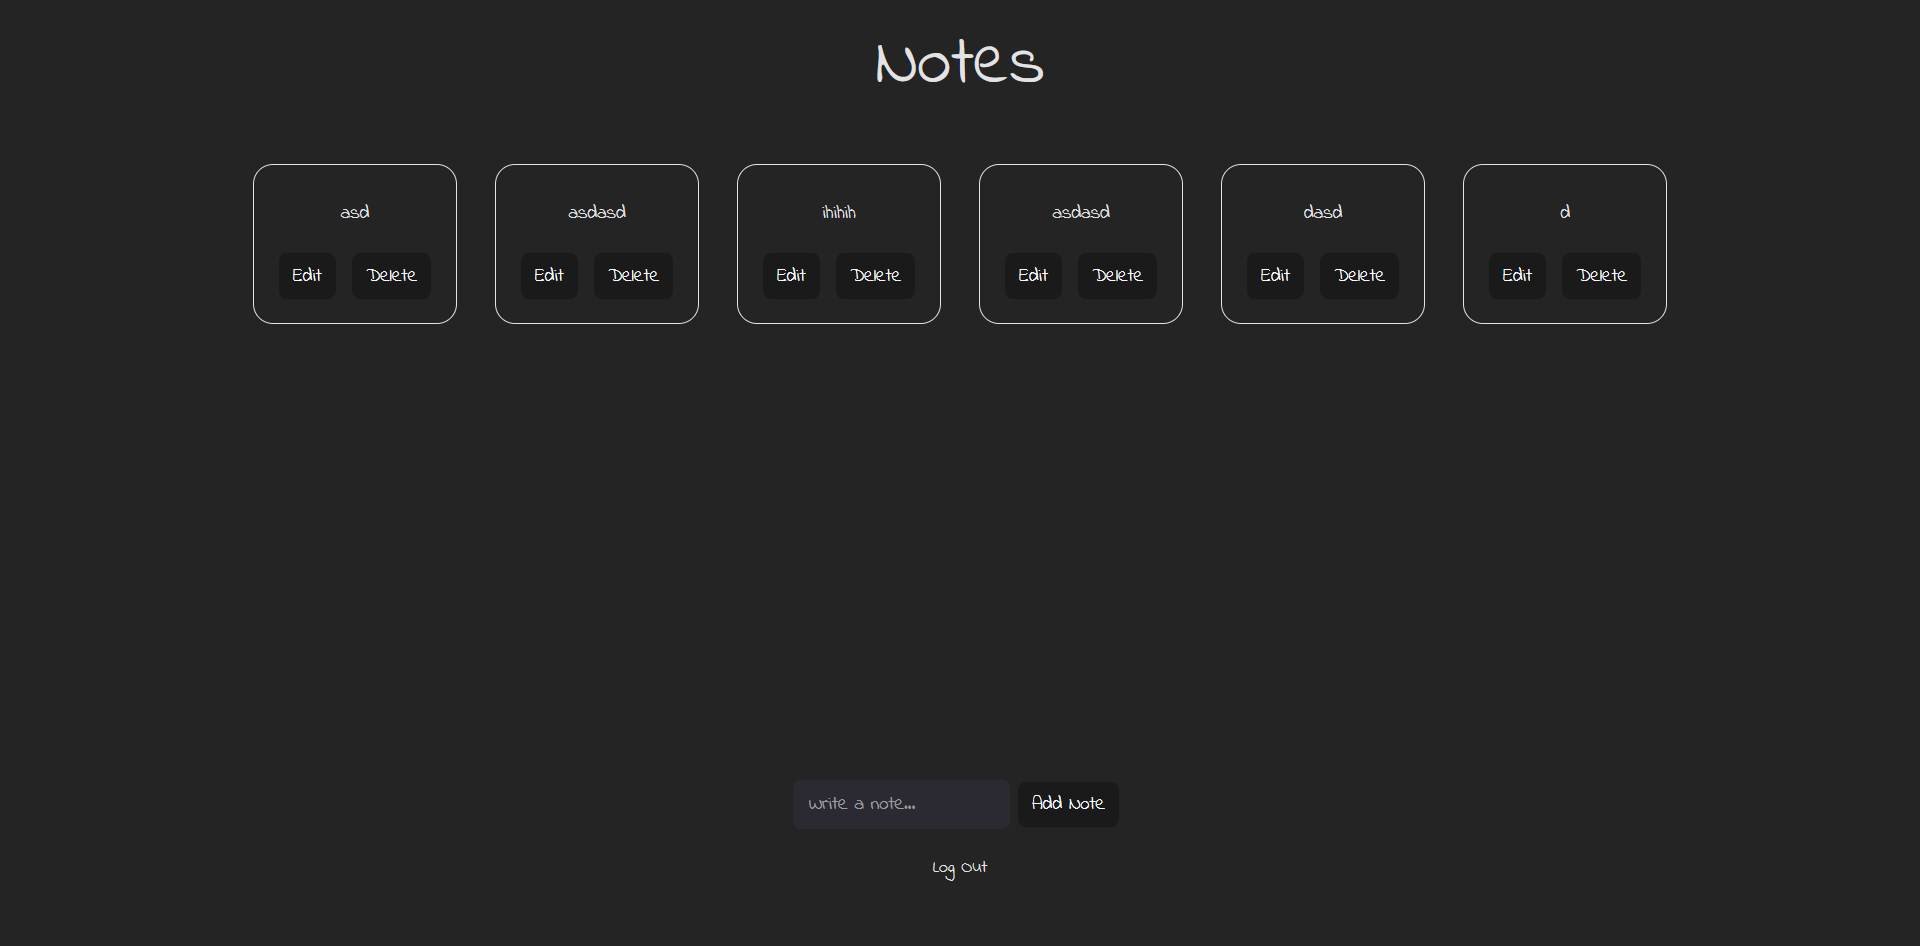 Notes
asd asdasd ihihih asdasd dasd d
Edit Delete Edit Delete Edit Delete Edit Delete Edit Delete Edit Delete
Write a note... Add Note
Log Out